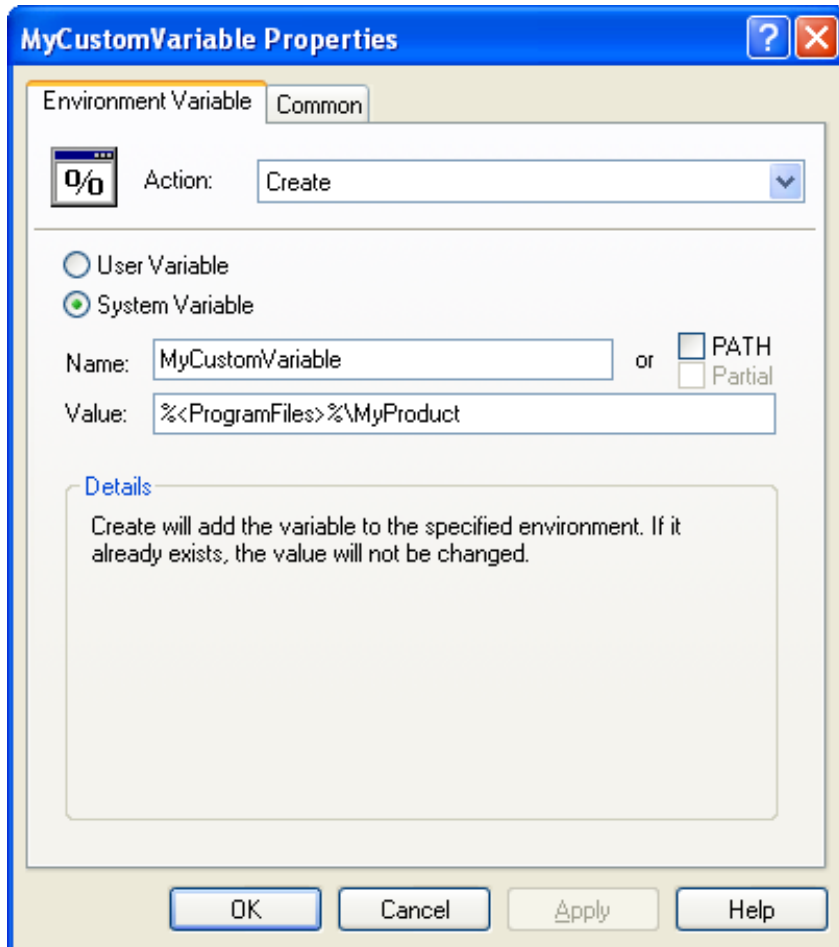 MyCustomVariable Properties
?
Environment Variable
Common
%
Action:
Create
User Variable
System Variable
Name:
MyCustomVariable
or
PATH
Partial
Value:
%<ProgramFiles>%\MyProduct
Details
Create will add the variable to the specified environment. If it
already exists, the value will not be changed.
OK
Cancel
Apply
Help